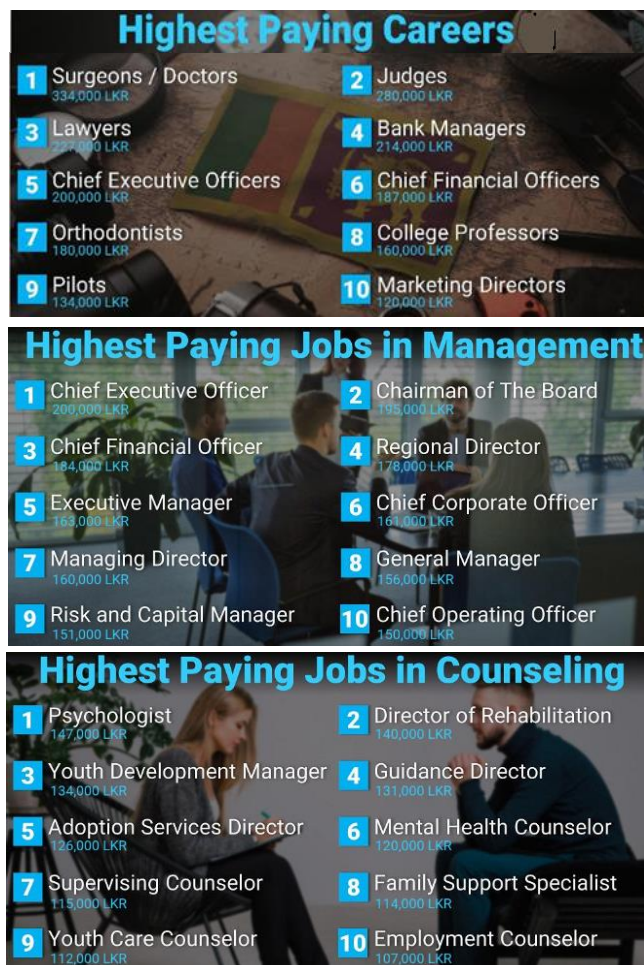 Highest Paying Careers
1 Surgeons / Doctors
334,000 LKR
2 Judges
280,000 LKR
3 Lawyers
227,000 LKR
4 Bank Managers
214,000 LKR
5 Chief Executive Officers
200,000 LKR
6 Chief Financial Officers
187,000 LKR
7 Orthodontists
180,000 LKR
8 College Professors
160,000 LKR
9 Pilots
134,000 LKR
10 Marketing Directors
120,000 LKR
Highest Paying Jobs in Management
1 Chief Executive Officer
200,000 LKR
2 Chairman of The Board
195,000 LKR
3 Chief Financial Officer
184,000 LKR
4 Regional Director
178,000 LKR
5 Executive Manager
163,000 LKR
6 Chief Corporate Officer
161,000 LKR
7 Managing Director
160,000 LKR
8 General Manager
156,000 LKR
9 Risk and Capital Manager
151,000 LKR
10 Chief Operating Officer
150,000 LKR
Highest Paying Jobs in Counseling
1 Psychologist
147,000 LKR
2 Director of Rehabilitation
140,000 LKR
3 Youth Development Manager
134,000 LKR
4 Guidance Director
131,000 LKR
5 Adoption Services Director
126,000 LKR
6 Mental Health Counselor
120,000 LKR
7 Supervising Counselor
115,000 LKR
8 Family Support Specialist
114,000 LKR
9 Youth Care Counselor
112,000 LKR
10 Employment Counselor
107,000 LKR